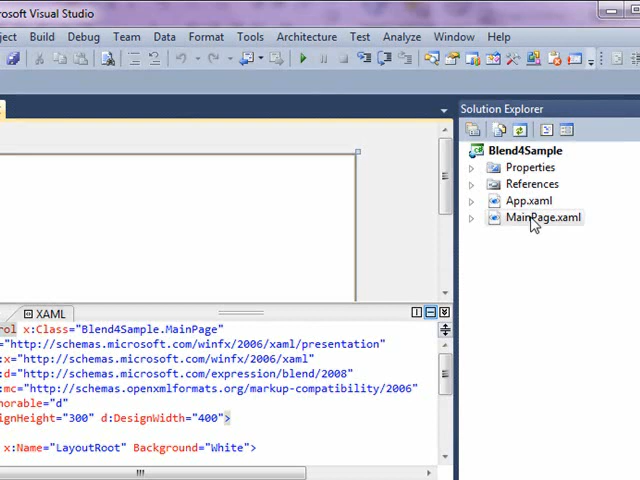 rosoft Visual Studio
ject Build Debug Team Data Format Tools Architecture Test Analyze Window Help
Solution Explorer
Blend4Sample
Properties
References
App.xaml
MainPage.xaml
XAML
rol x:Class="Blend4Sample.MainPage"
="http://schemas.microsoft.com/winfx/2006/xaml/presentation"
:x="http://schemas.microsoft.com/winfx/2006/xaml"
:d="http://schemas.microsoft.com/expression/blend/2008"
:mc="http://schemas.openxmlformats.org/markup-compatibility/2006"
norable="d"
ignHeight="300" d:DesignWidth="400">
x:Name="LayoutRoot" Background="White">